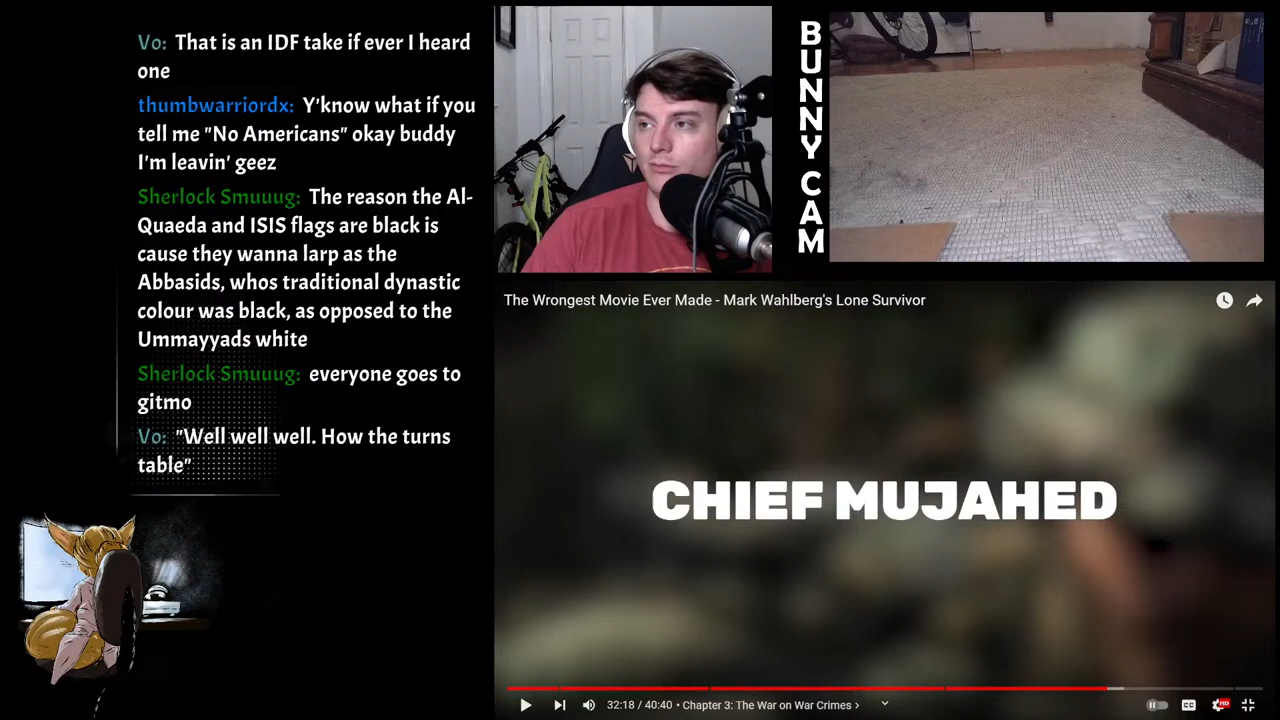 Vo: That is an IDF take if ever I heard
one
thumbwarriordx: Y'know what if you
tell me "No Americans" okay buddy
I'm leavin' geez
Sherlock Smuuug: The reason the Al-
Quaeda and ISIS flags are black is
cause they wanna larp as the
Abbasids, whos traditional dynastic
colour was black, as opposed to the
Ummayyads white
Sherlock Smuuug: everyone goes to
gitmo
Vo: "Well well well. How the turns
table"
BUNNY CAM
The Wrongest Movie Ever Made - Mark Wahlberg's Lone Survivor
CHIEF MUJAHED
32:18 / 40:40 • Chapter 3: The War on War Crimes >
CC
HD